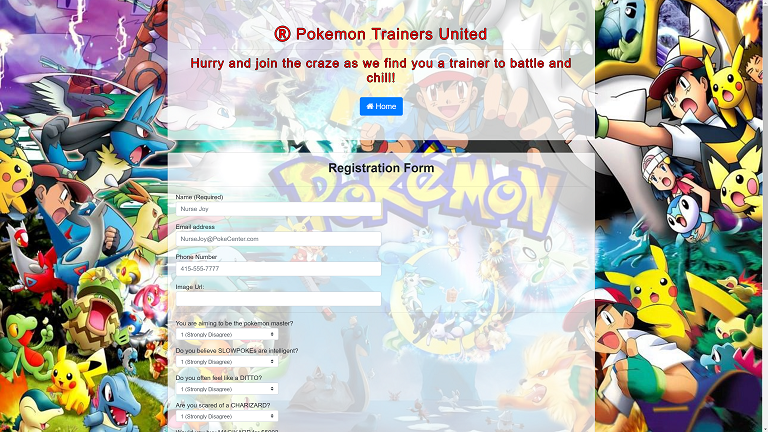 ® Pokemon Trainers United
Hurry and join the craze as we find you a trainer to battle and
chill!
Home
Registration Form
POKéMON
Name (Required)
Nurse Joy
Email address
NurseJoy@PokeCenter.com
Phone Number
415-555-7777
Image Url:
You are aiming to be the pokemon master?
1 (Strongly Disagree)
Do you believe SLOWPOKEs are intelligent?
1 (Strongly Disagree)
Do you often feel like a DITTO?
1 (Strongly Disagree)
Are you scared of a CHARIZARD?
1 (Strongly Disagree)